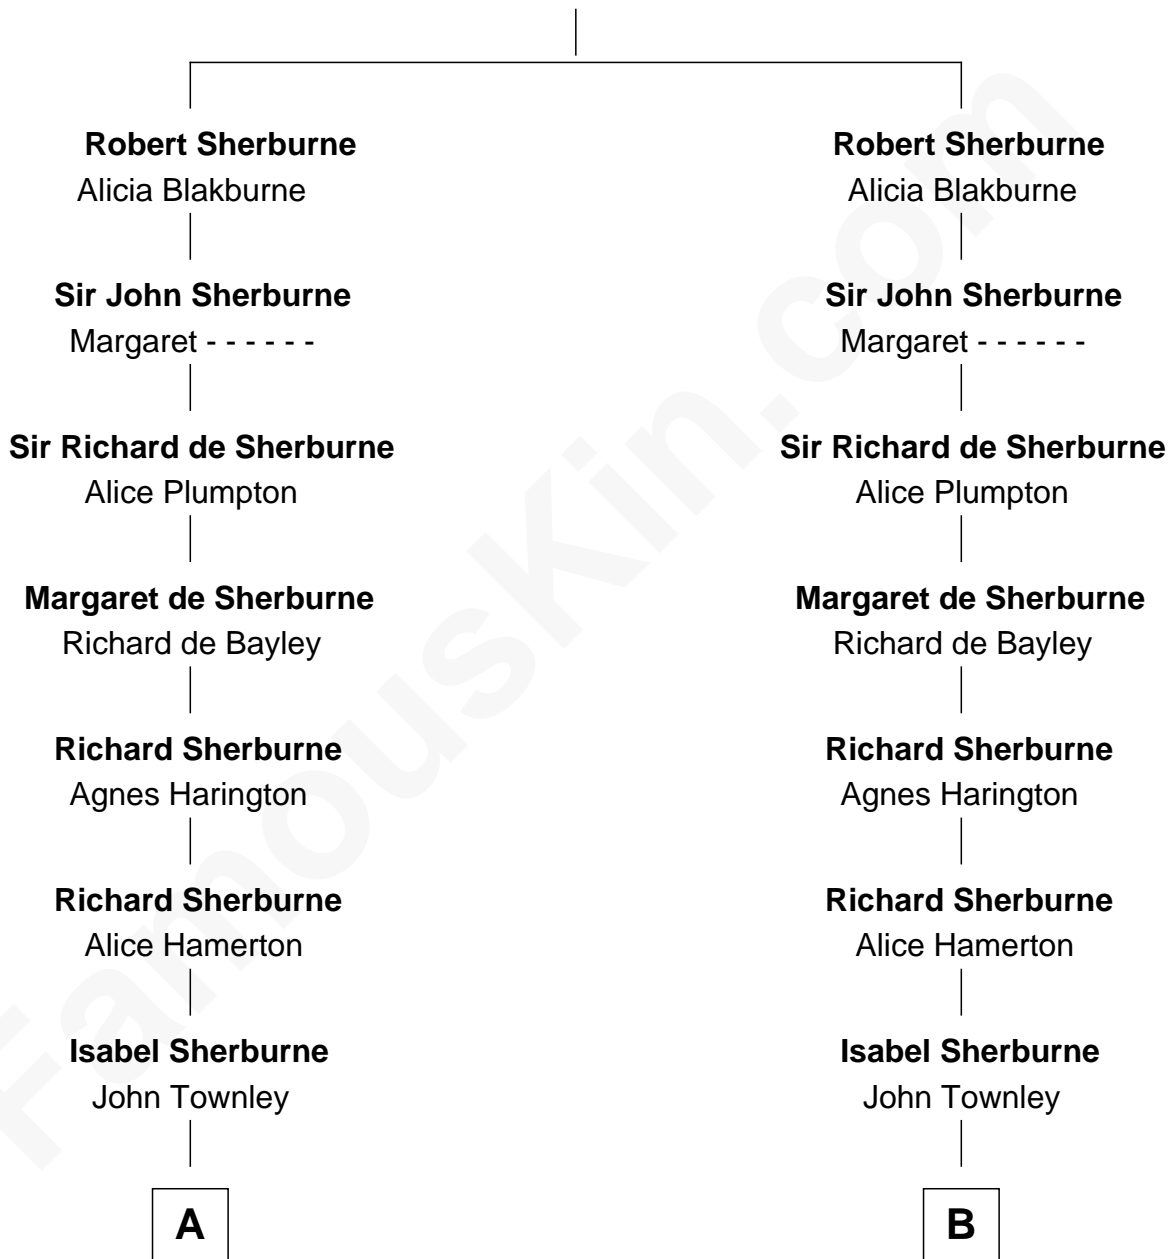 Robert Sherburne
Alicia Blakburne
Sir John Sherburne
Margaret - - - - - -
Sir Richard de Sherburne
Alice Plumpton
Margaret de Sherburne
Richard de Bayley
Richard Sherburne
Agnes Harington
Richard Sherburne
Alice Hamerton
Isabel Sherburne
John Townley
A
Robert Sherburne
Alicia Blakburne
Sir John Sherburne
Margaret - - - - - -
Sir Richard de Sherburne
Alice Plumpton
Margaret de Sherburne
Richard de Bayley
Richard Sherburne
Agnes Harington
Richard Sherburne
Alice Hamerton
Isabel Sherburne
John Townley
B
FamousKin.com